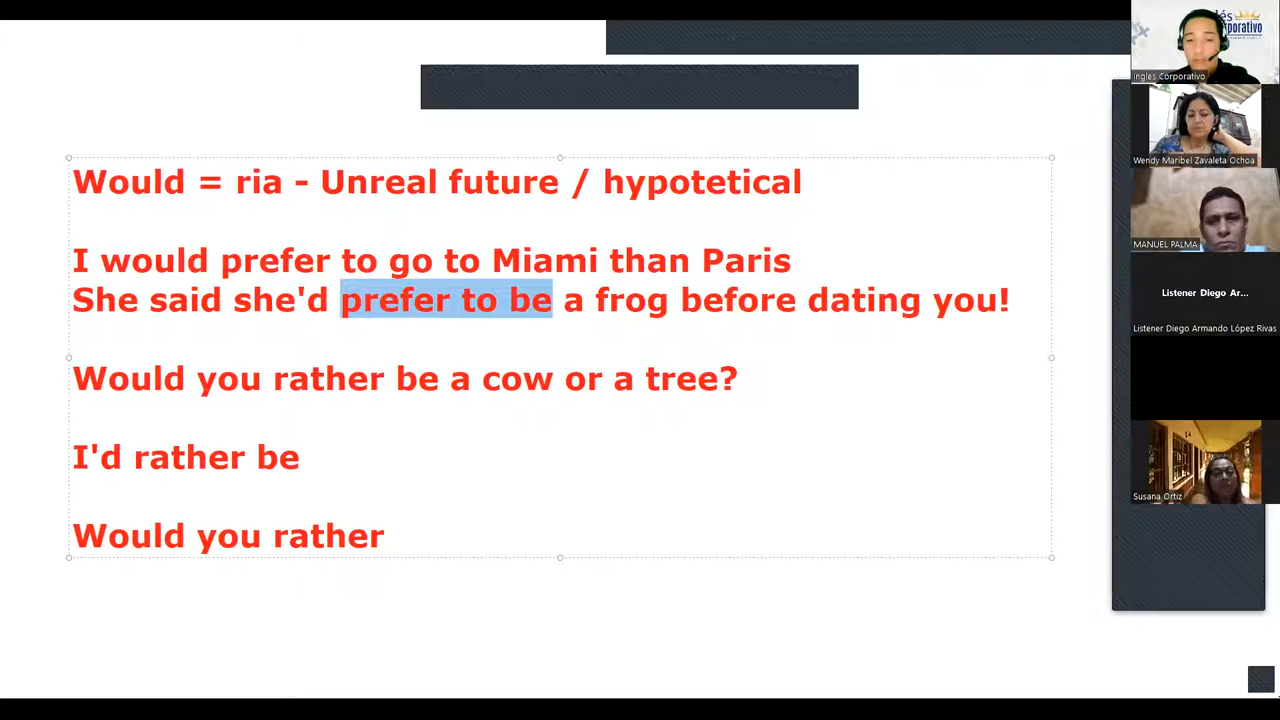 Would = ria - Unreal future / hypotetical
I would prefer to go to Miami than Paris
She said she'd prefer to be a frog before dating you!
Would you rather be a cow or a tree?
I'd rather be
Would you rather
Ingles Corporativo
Wendy Maribel Zavaleta Ochoa
MANUEL PALMA
Listener Diego Ar...
Listener Diego Armando López Rivas
Susana Ortiz